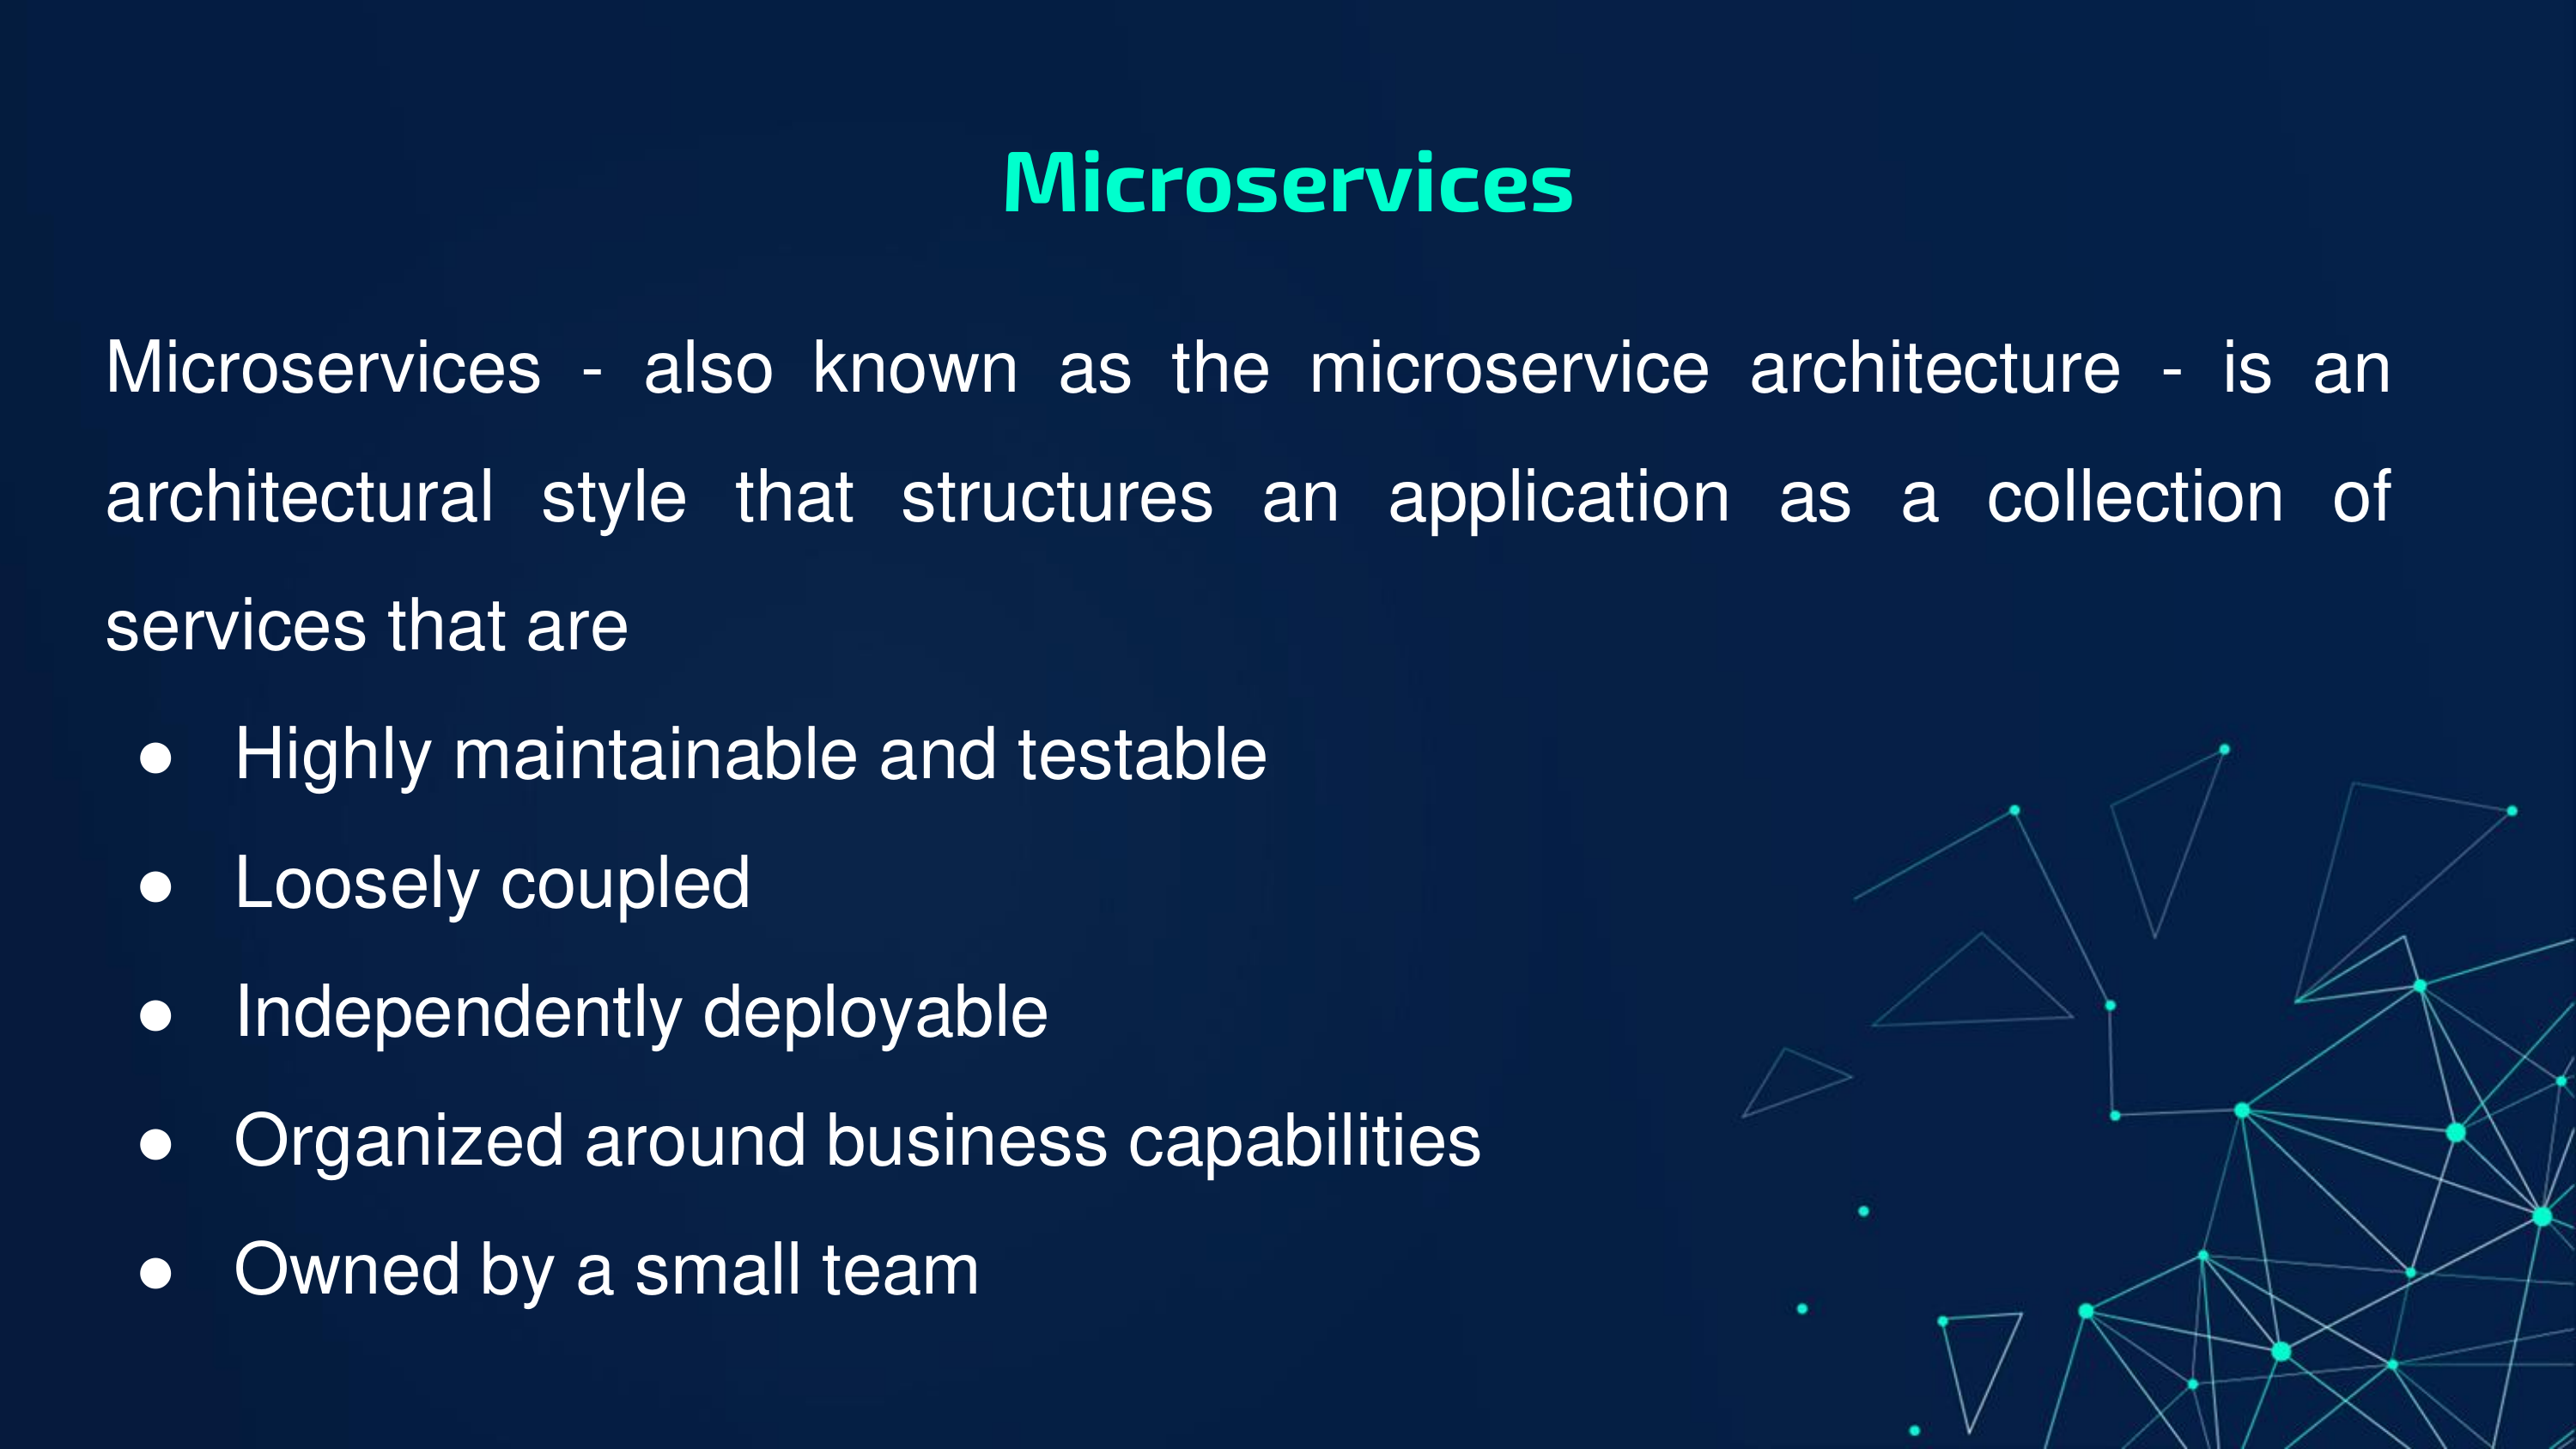 Microservices
Microservices - also known as the microservice architecture - is an
architectural style that structures an application as a collection of
services that are
● Highly maintainable and testable
● Loosely coupled
● Independently deployable
● Organized around business capabilities
● Owned by a small team